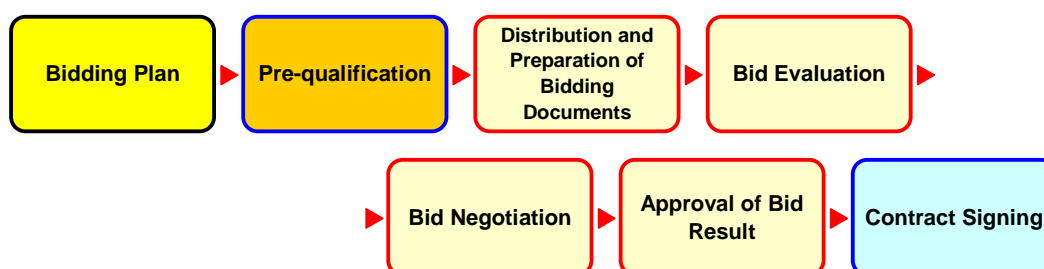 Bidding Plan
Pre-qualification
Distribution and
Preparation of
Bidding
Documents
Bid Evaluation
Bid Negotiation
Approval of Bid
Result
Contract Signing